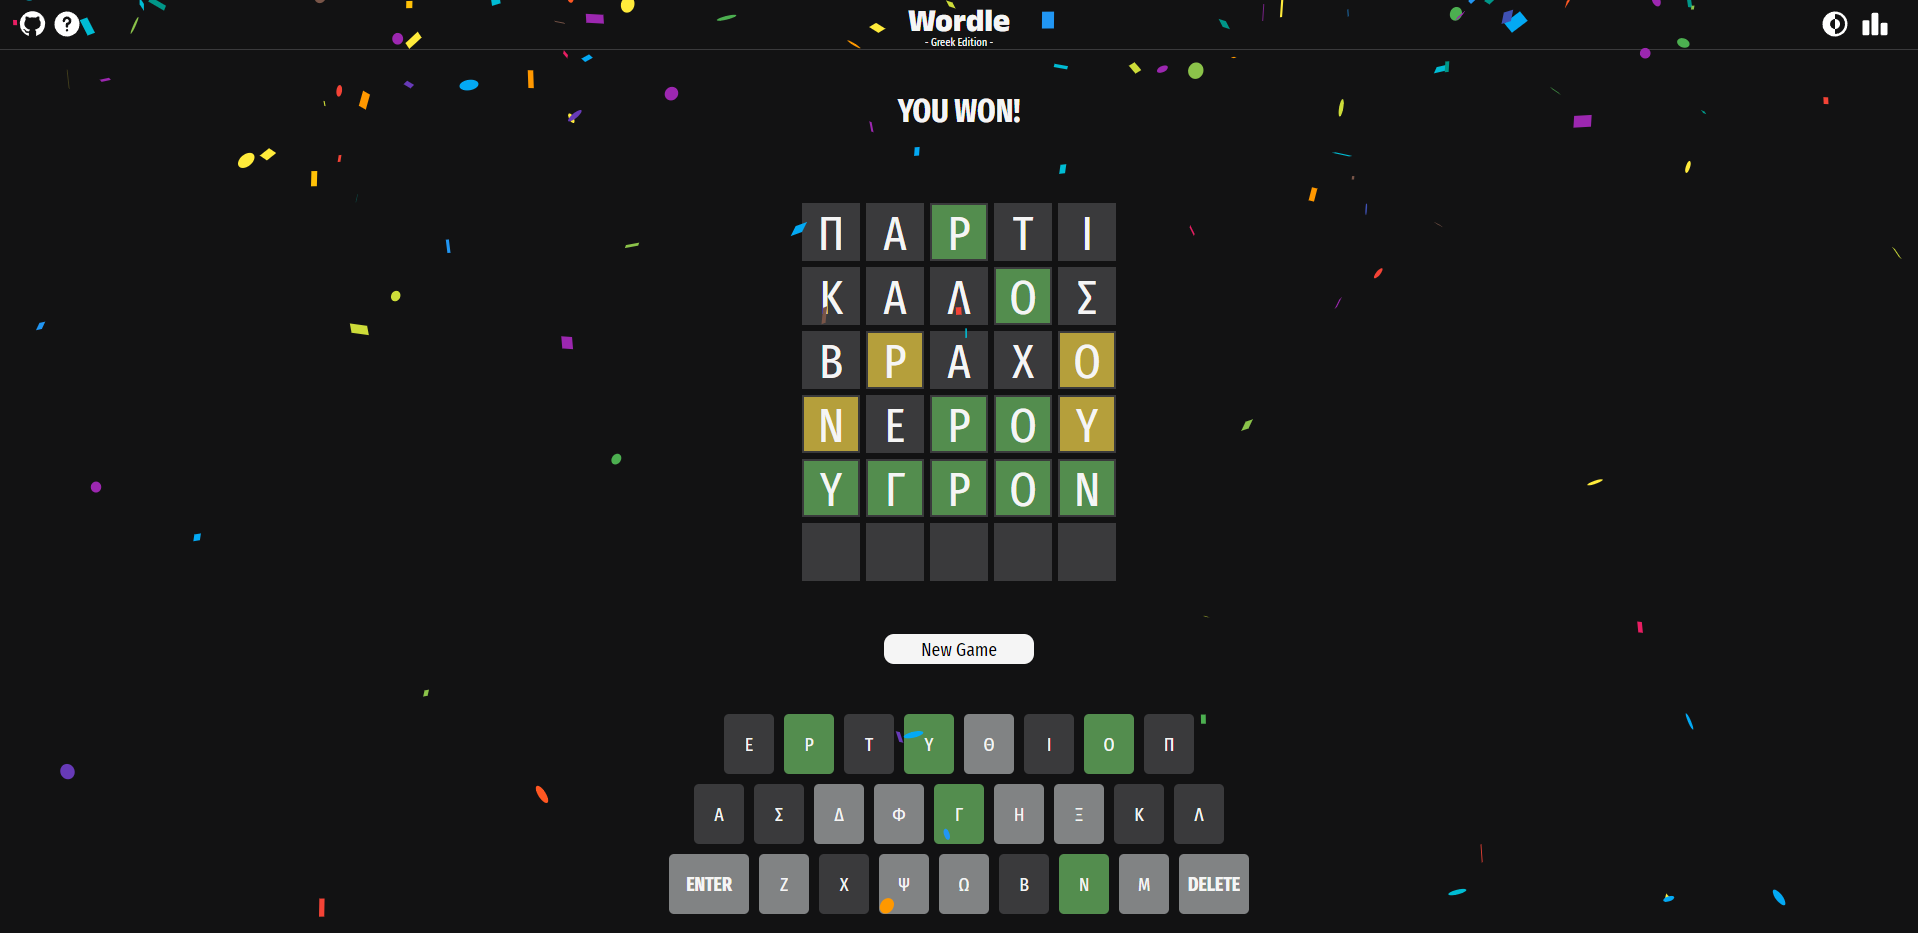 Wordle
- Greek Edition -
YOU WON!
Π Α Ρ Τ Ι
Κ Α Λ Ο Σ
Β Ρ Α Χ Ο
Ν Ε Ρ Ο Υ
Υ Γ Ρ Ο Ν
New Game
Ε Ρ Τ Υ Θ Ι Ο Π
Α Σ Δ Φ Γ Η Ξ Κ Λ
ENTER Ζ Χ Ψ Ω Β Ν Μ DELETE